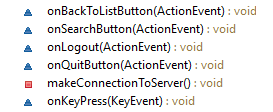 onBackToListButton(ActionEvent) : void
onSearchButton(ActionEvent) : void
onLogout(ActionEvent) : void
onQuitButton(ActionEvent) : void
makeConnectionToServer() : void
onKeyPress(KeyEvent) : void